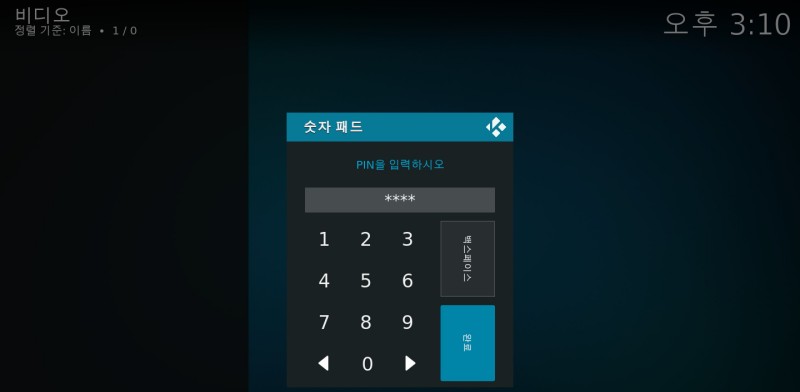 비디오
정렬 기준: 이름 • 1 / 0
오후 3:10
숫자 패드
PIN을 입력하시오
****
1 2 3
백스페이스
4 5 6
7 8 9
완료
0